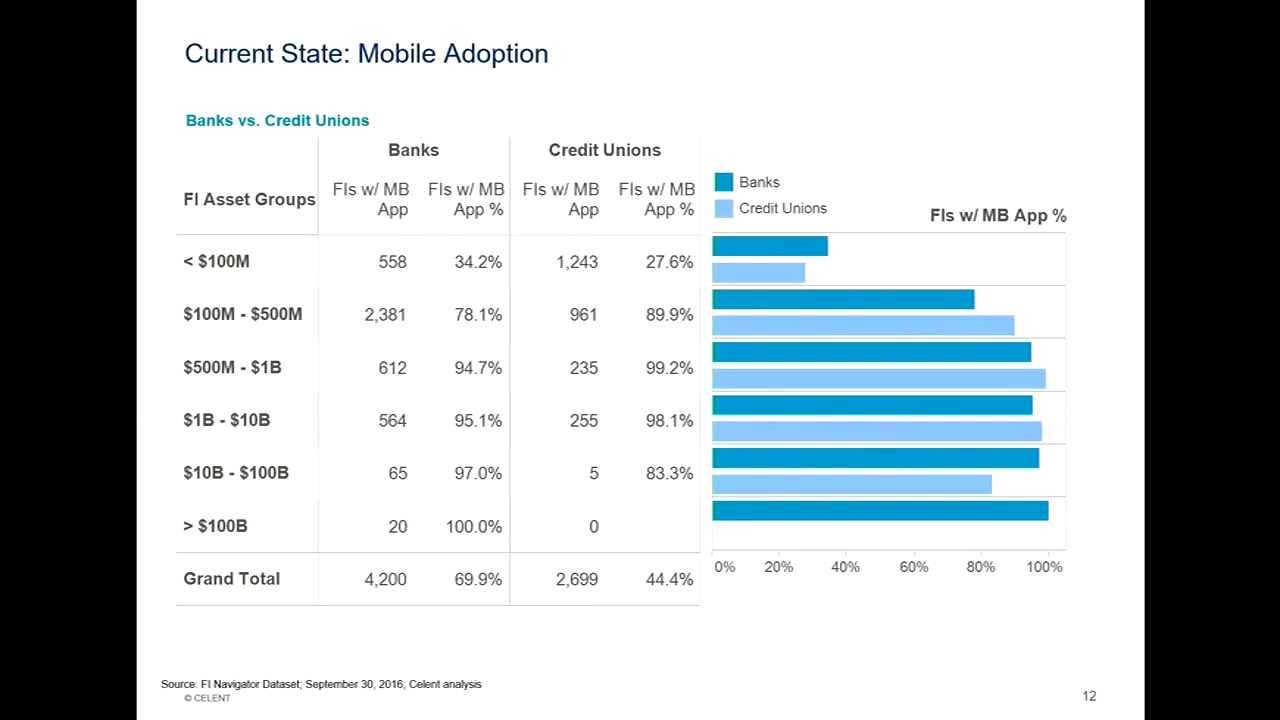 Current State: Mobile Adoption
Banks vs. Credit Unions
Banks Credit Unions
FI Asset Groups FIs w/ MB App FIs w/ MB App % FIs w/ MB App FIs w/ MB App %
< $100M 558 34.2% 1,243 27.6%
$100M - $500M 2,381 78.1% 961 89.9%
$500M - $1B 612 94.7% 235 99.2%
$1B - $10B 564 95.1% 255 98.1%
$10B - $100B 65 97.0% 5 83.3%
> $100B 20 100.0% 0
Grand Total 4,200 69.9% 2,699 44.4%
Banks
Credit Unions
FIs w/ MB App %
0% 20% 40% 60% 80% 100%
Source: FI Navigator Dataset, September 30, 2016; Celent analysis
© CELENT
12